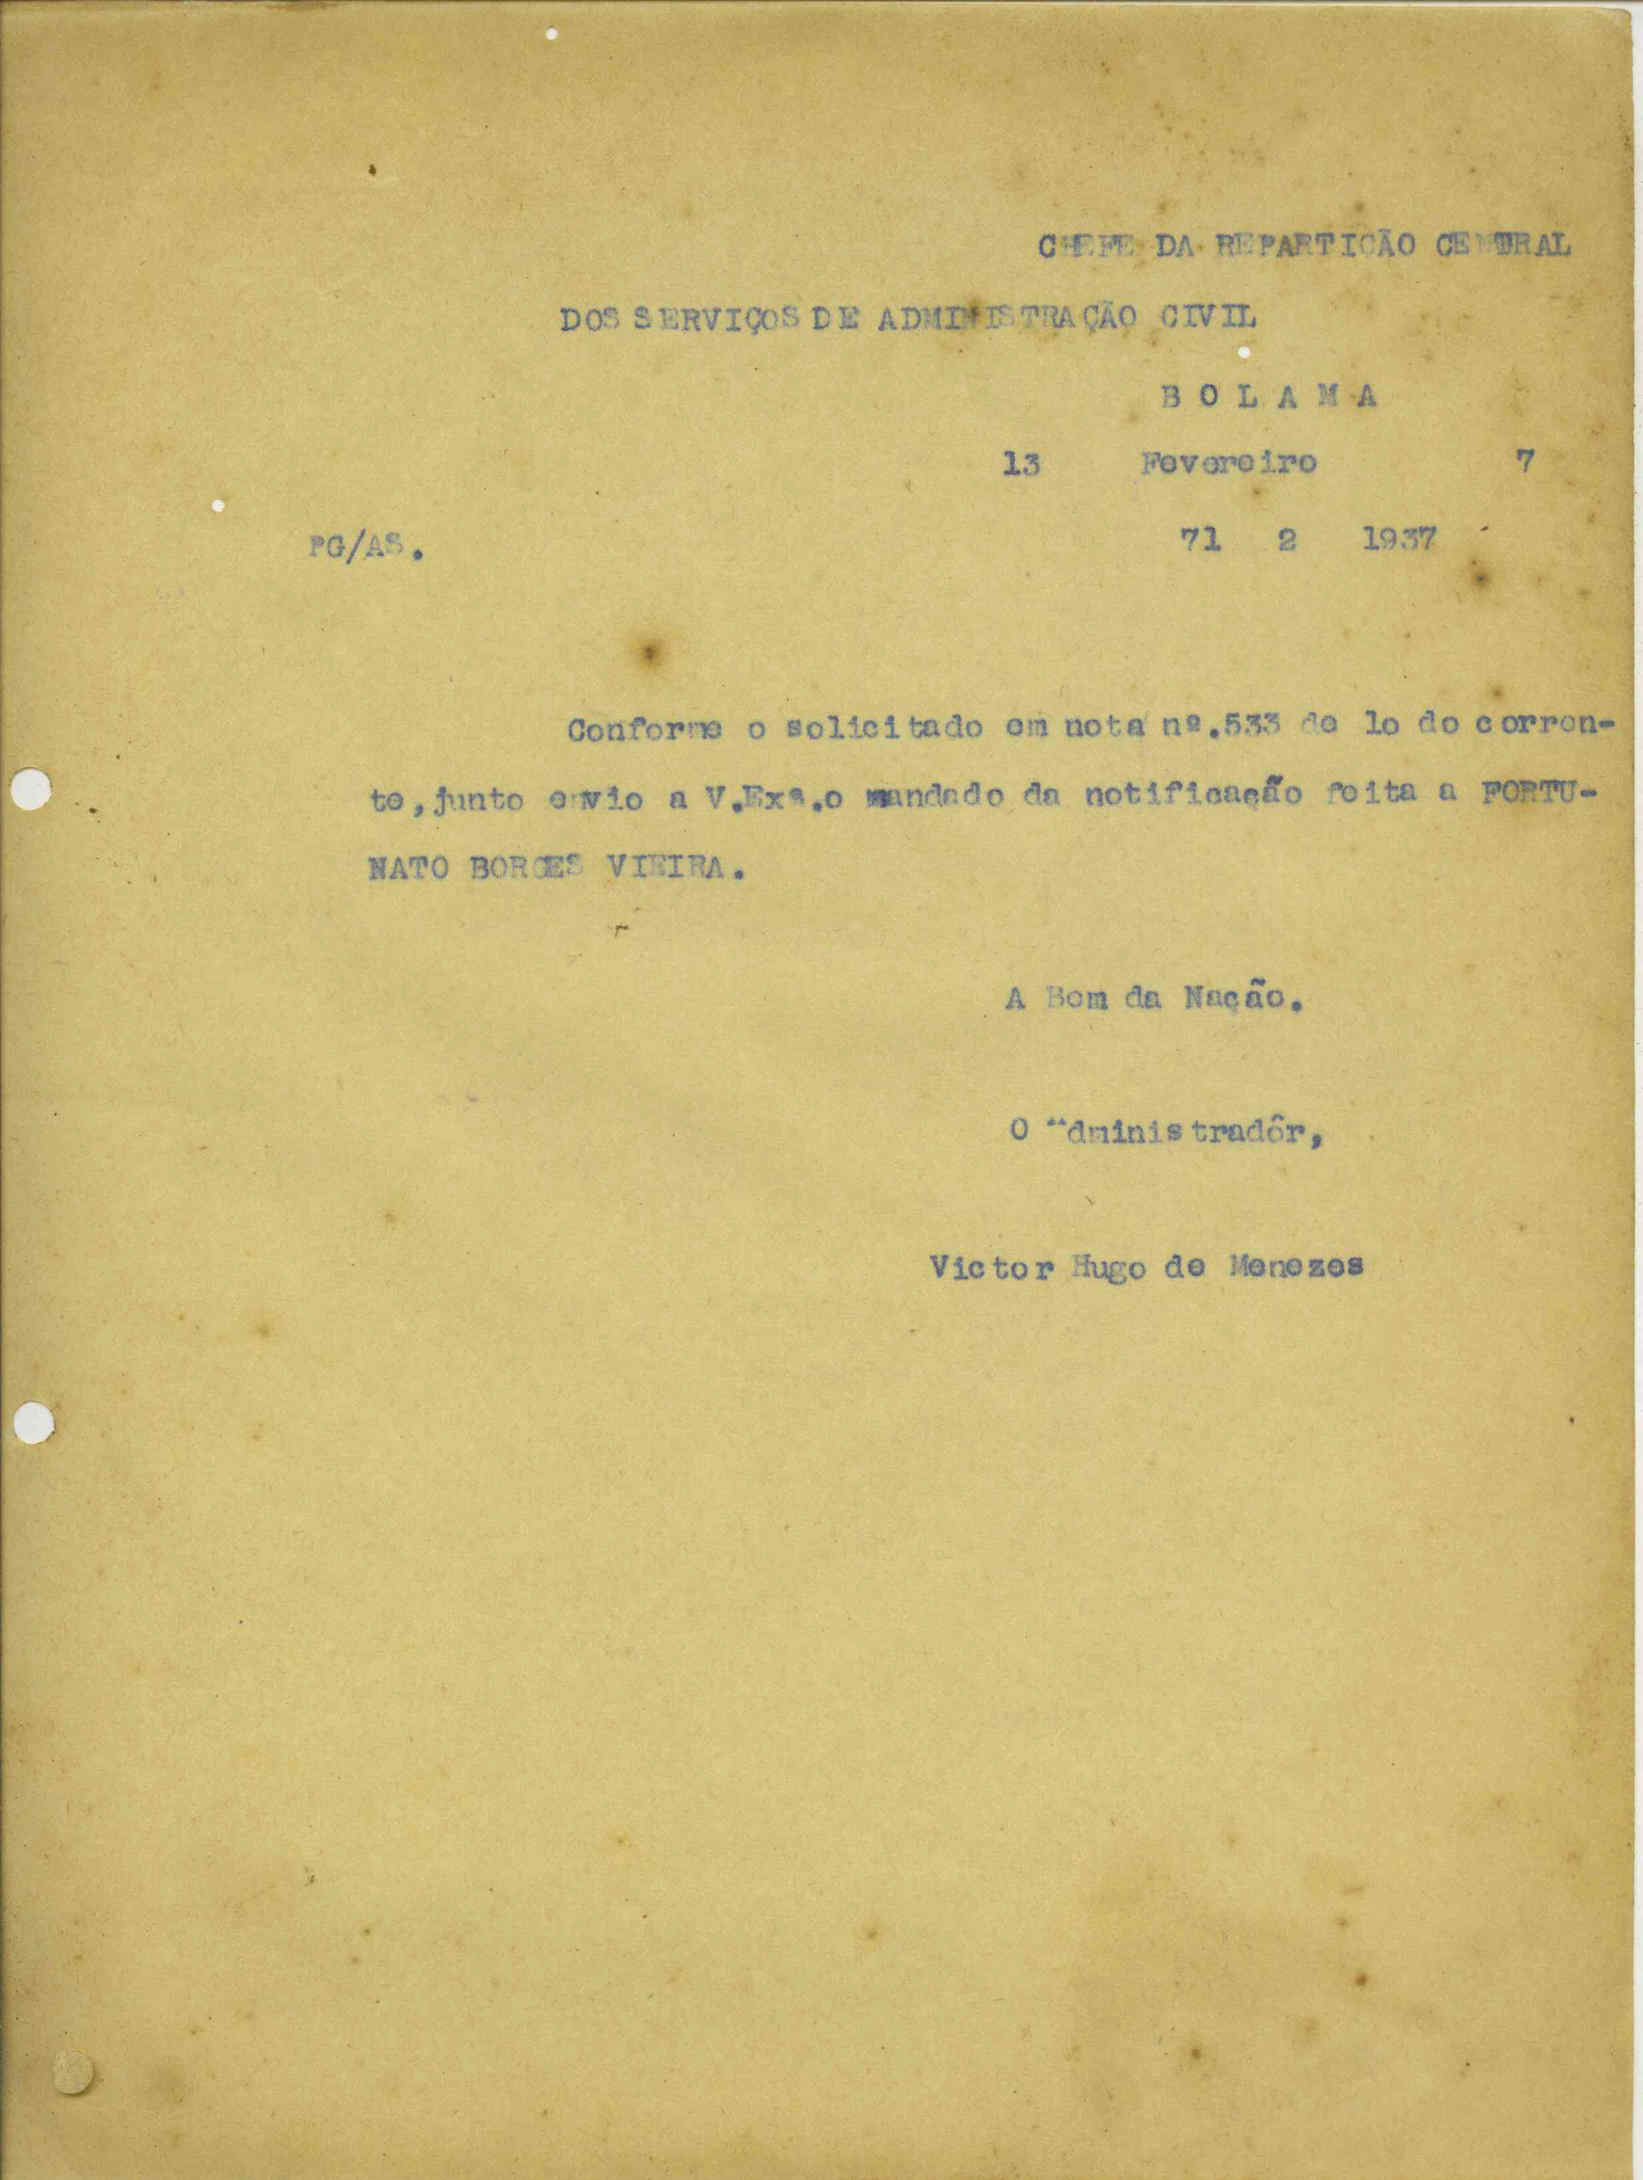 CHEFE DA REPARTIÇÃO CENTRAL
DOS SERVIÇOS DE ADMINISTRAÇÃO CIVIL
B O L A M A
13 Fevereiro 7
PG/AS. 71 2 1937
Conforme o solicitado em nota nº.533 de lo do corren-
te, junto envio a V.Exª.o mandado da notificação feita a FORTU-
NATO BORGES VIEIRA.
A Bem da Nação.
O Administradôr,
Victor Hugo de Menezes